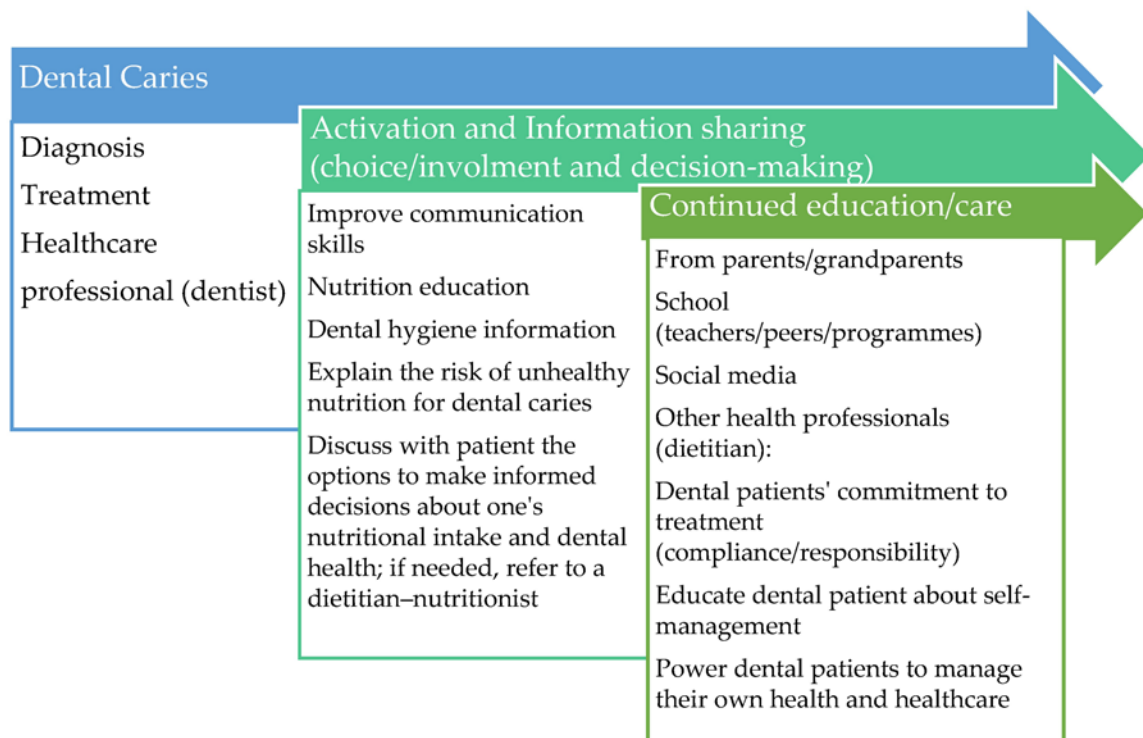 Dental Caries
Diagnosis
Treatment
Healthcare
professional (dentist)
Activation and Information sharing
(choice/involment and decision-making)
Improve communication
skills
Nutrition education
Dental hygiene information
Explain the risk of unhealthy
nutrition for dental caries
Discuss with patient the
options to make informed
decisions about one's
nutritional intake and dental
health; if needed, refer to a
dietitian–nutritionist
Continued education/care
From parents/grandparents
School
(teachers/peers/programmes)
Social media
Other health professionals
(dietitian):
Dental patients' commitment to
treatment
(compliance/responsibility)
Educate dental patient about self-
management
Power dental patients to manage
their own health and healthcare